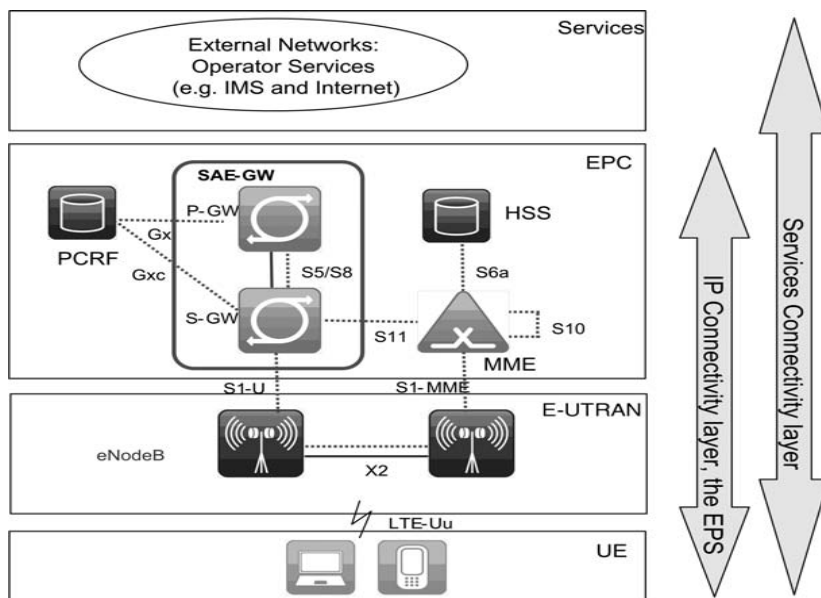 Services
External Networks:
Operator Services
(e.g. IMS and Internet)
EPC
SAE-GW
P-GW
HSS
PCRF
Gx
Gxc
S5/S8
S6a
S-GW
S11
S10
MME
S1-U
S1-MME
E-UTRAN
eNodeB
X2
LTE-Uu
UE
IP Connectivity layer, the EPS
Services Connectivity layer